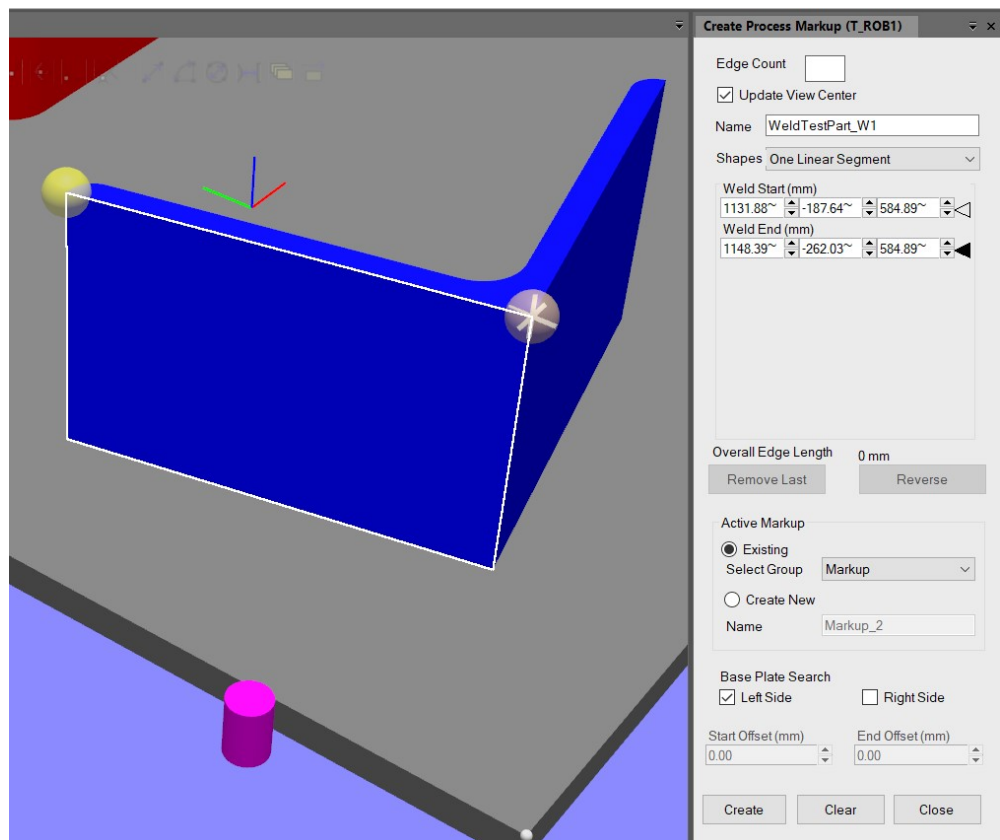 Create Process Markup (T_ROB1)
Edge Count
Update View Center
Name WeldTestPart_W1
Shapes One Linear Segment
Weld Start (mm)
1131.88~ -187.64~ 584.89~
Weld End (mm)
1148.39~ -262.03~ 584.89~
Overall Edge Length 0 mm
Remove Last Reverse
Active Markup
Existing
Select Group Markup
Create New
Name Markup_2
Base Plate Search
Left Side Right Side
Start Offset (mm) End Offset (mm)
0.00 0.00
Create Clear Close